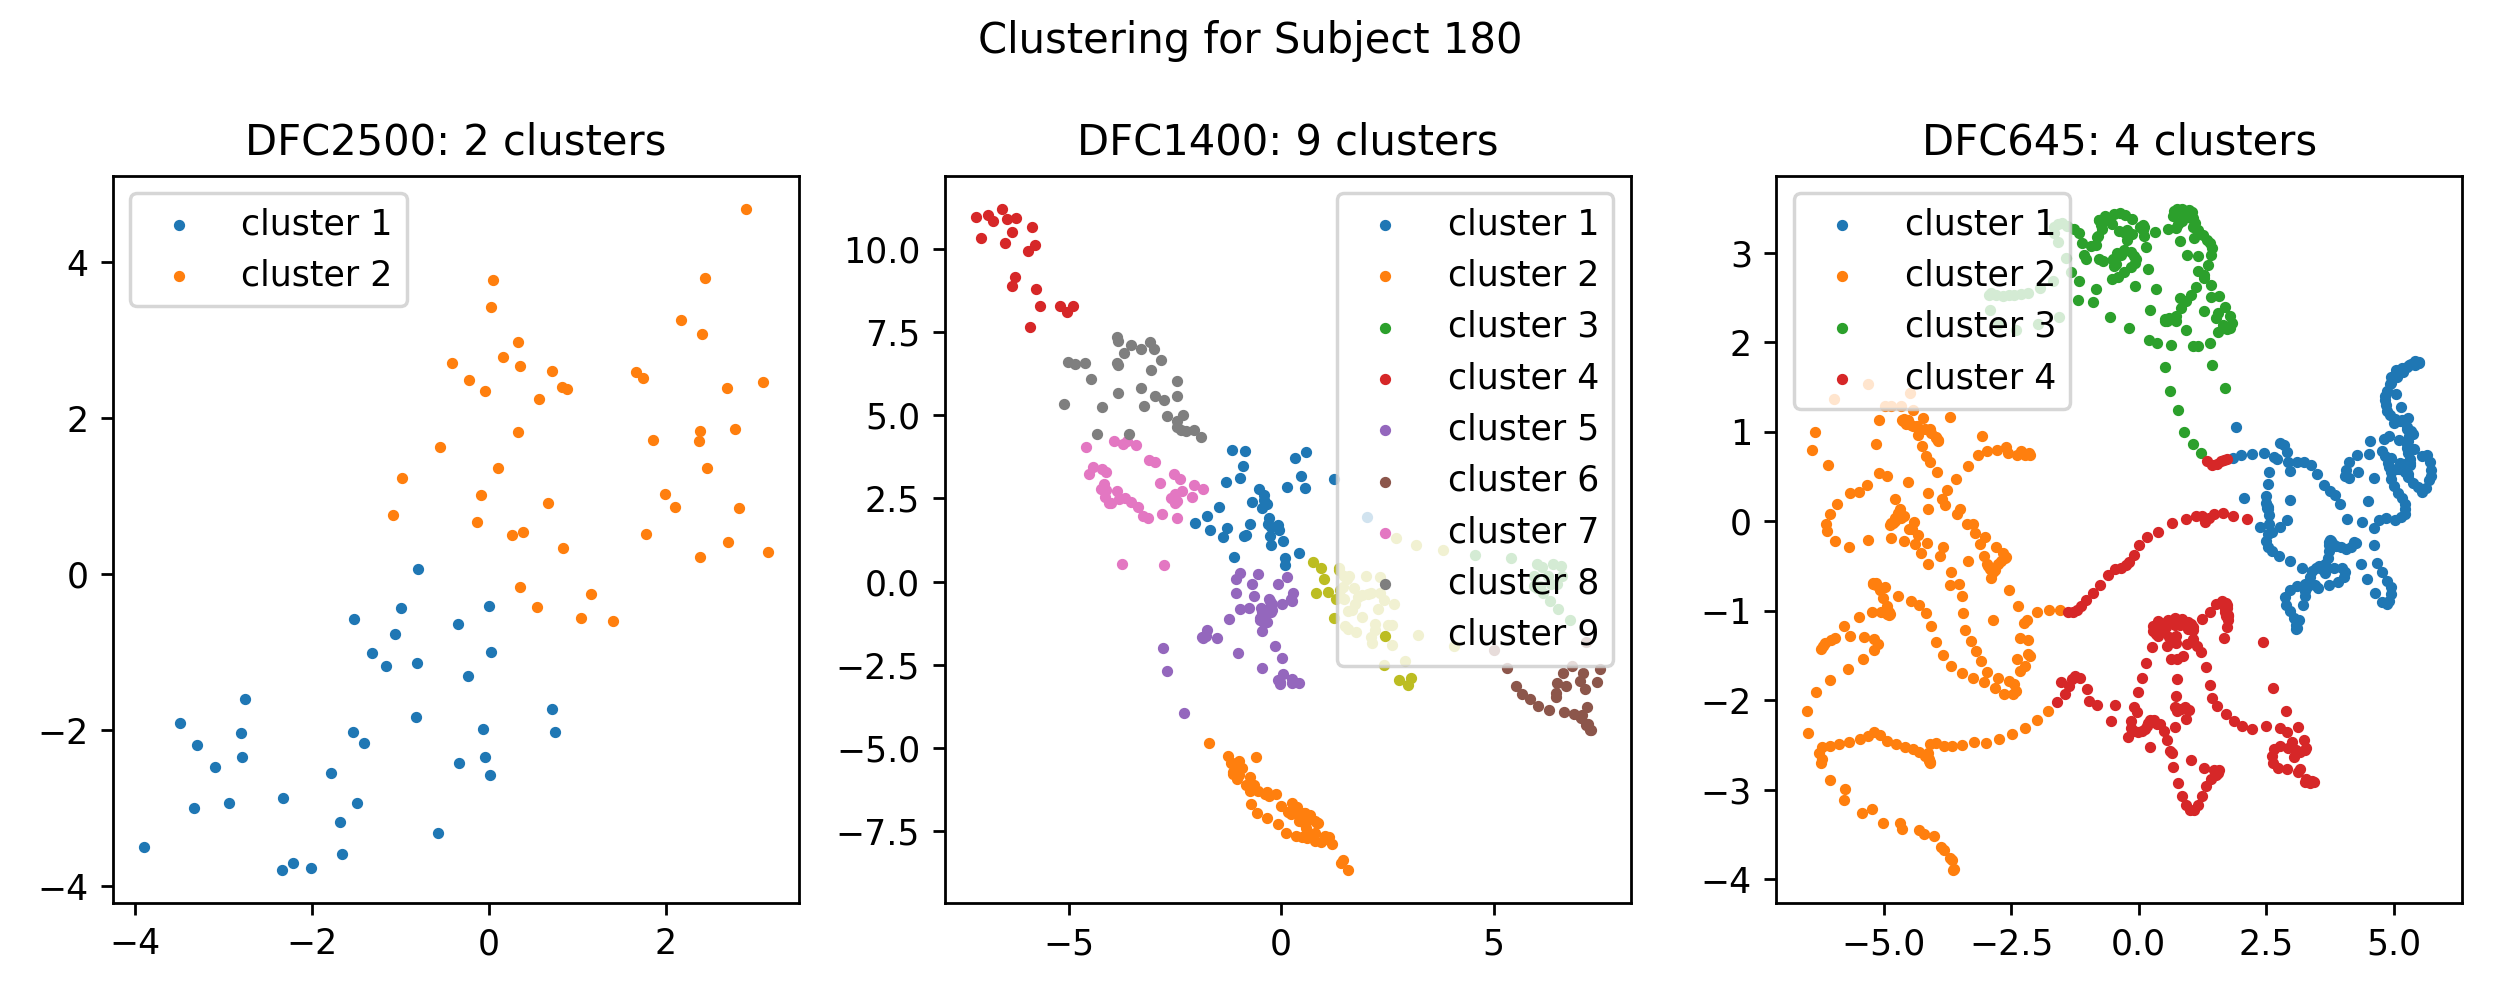 Clustering for Subject 180
DFC2500: 2 clusters
cluster 1
cluster 2
4
2
0
−2
−4
−4
−2
0
2
DFC1400: 9 clusters
cluster 1
cluster 2
cluster 3
cluster 4
cluster 5
cluster 6
cluster 7
cluster 8
cluster 9
10.0
7.5
5.0
2.5
0.0
−2.5
−5.0
−7.5
−5
0
5
DFC645: 4 clusters
cluster 1
cluster 2
cluster 3
cluster 4
3
2
1
0
−1
−2
−3
−4
−5.0
−2.5
0.0
2.5
5.0